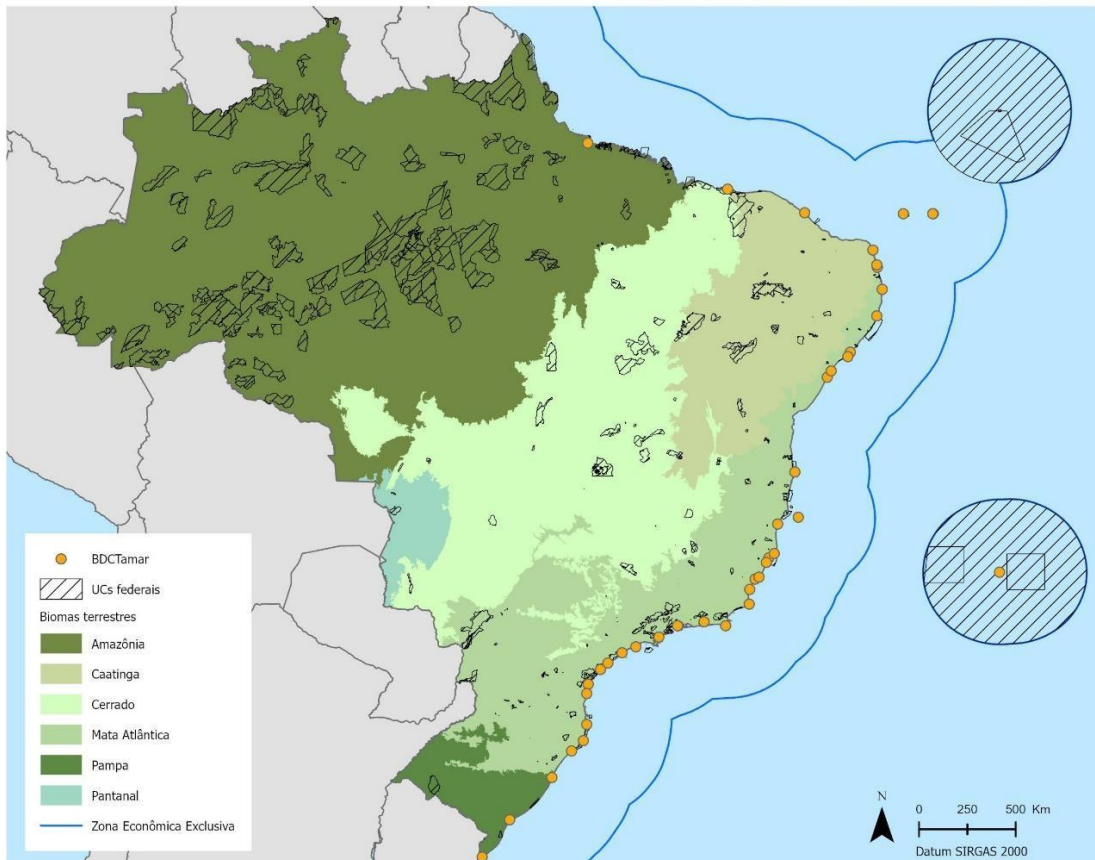 BDCTamar
UCs federais
Biomas terrestres
Amazônia
Caatinga
Cerrado
Mata Atlântica
Pampa
Pantanal
Zona Econômica Exclusiva
N
0 250 500 Km
Datum SIRGAS 2000